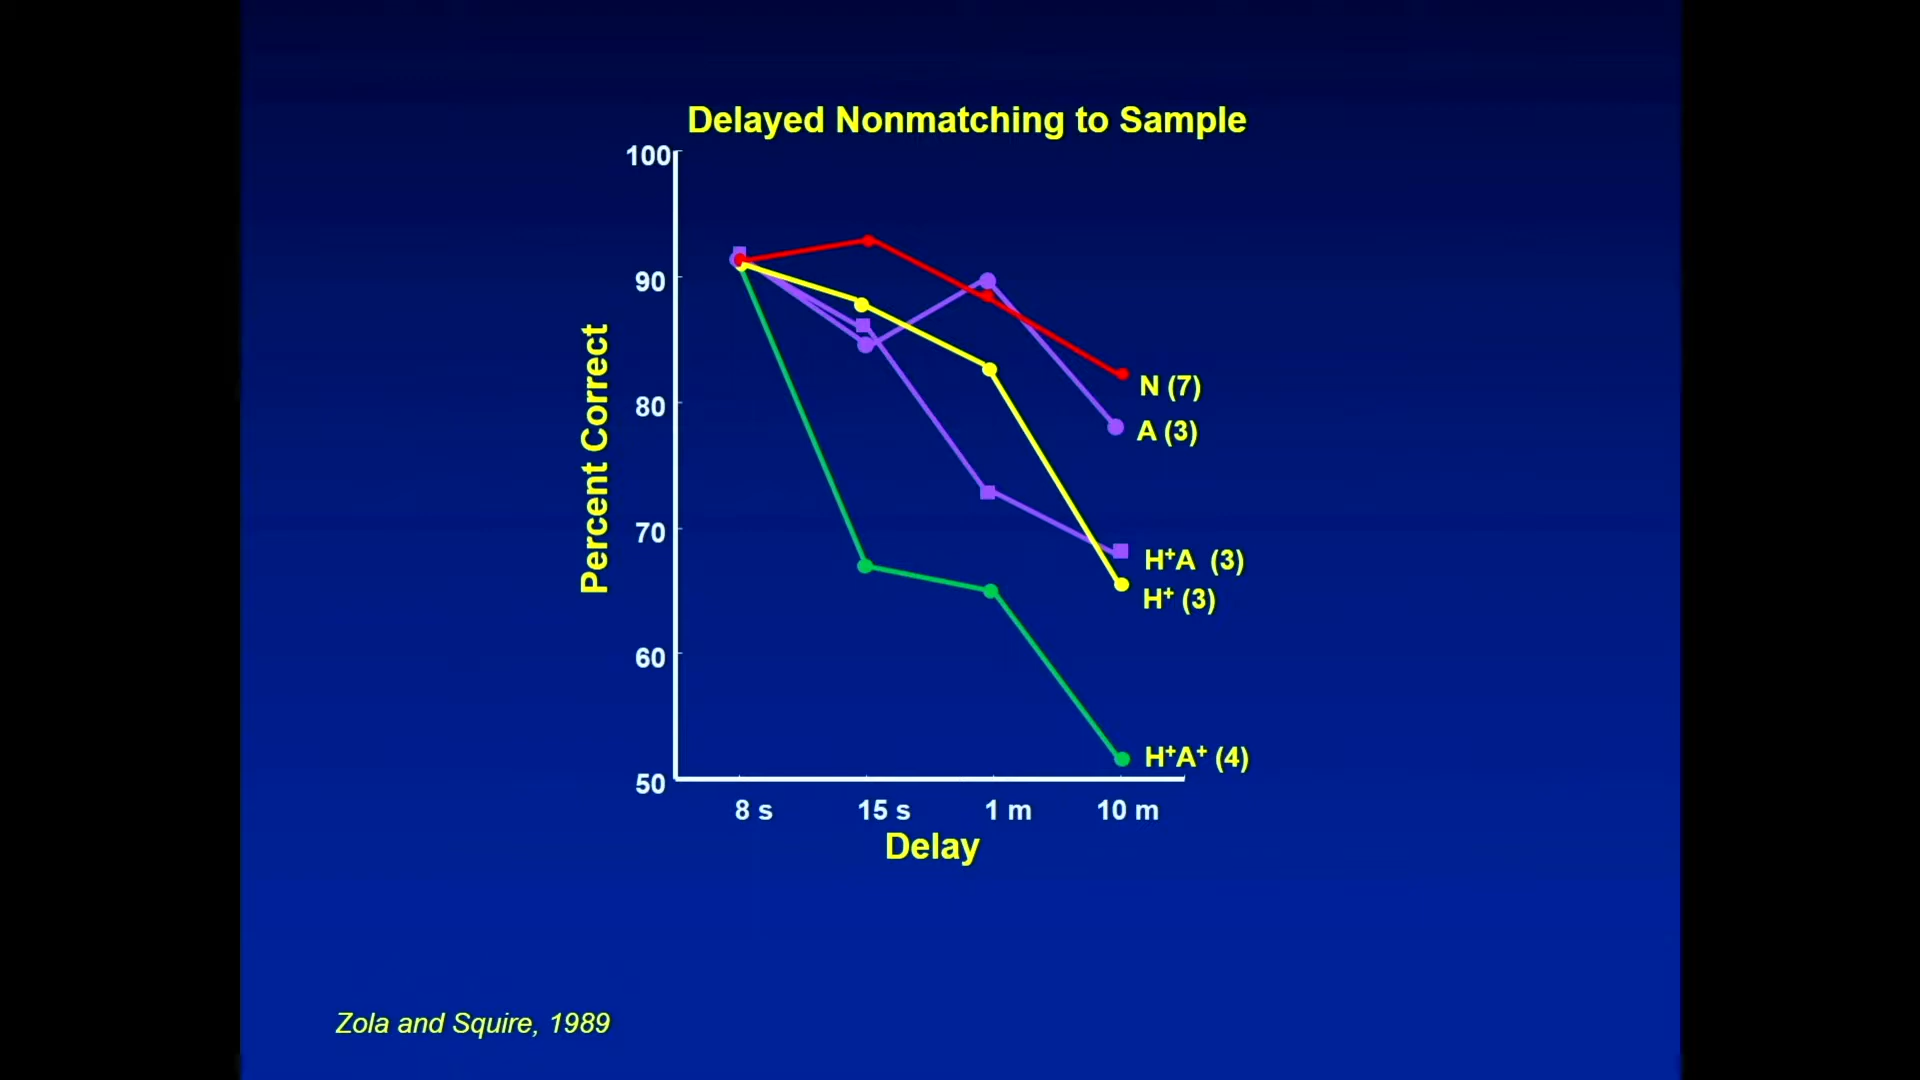 Delayed Nonmatching to Sample
100
90
80
70
60
50
Percent Correct
N (7)
A (3)
H⁺A (3)
H⁺ (3)
H⁺A⁺ (4)
8 s 15 s 1 m 10 m
Delay
Zola and Squire, 1989